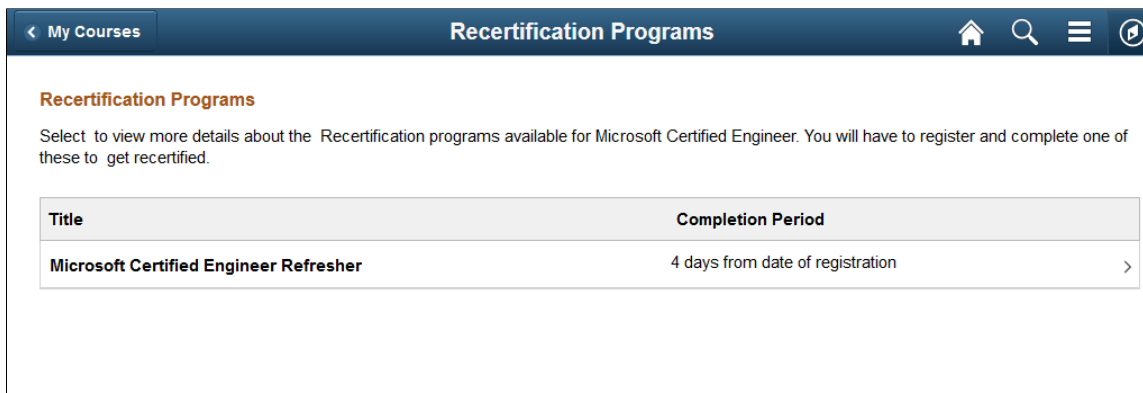 My Courses
Recertification Programs
Recertification Programs
Select to view more details about the Recertification programs available for Microsoft Certified Engineer. You will have to register and complete one of
these to get recertified.
Title Completion Period
Microsoft Certified Engineer Refresher 4 days from date of registration